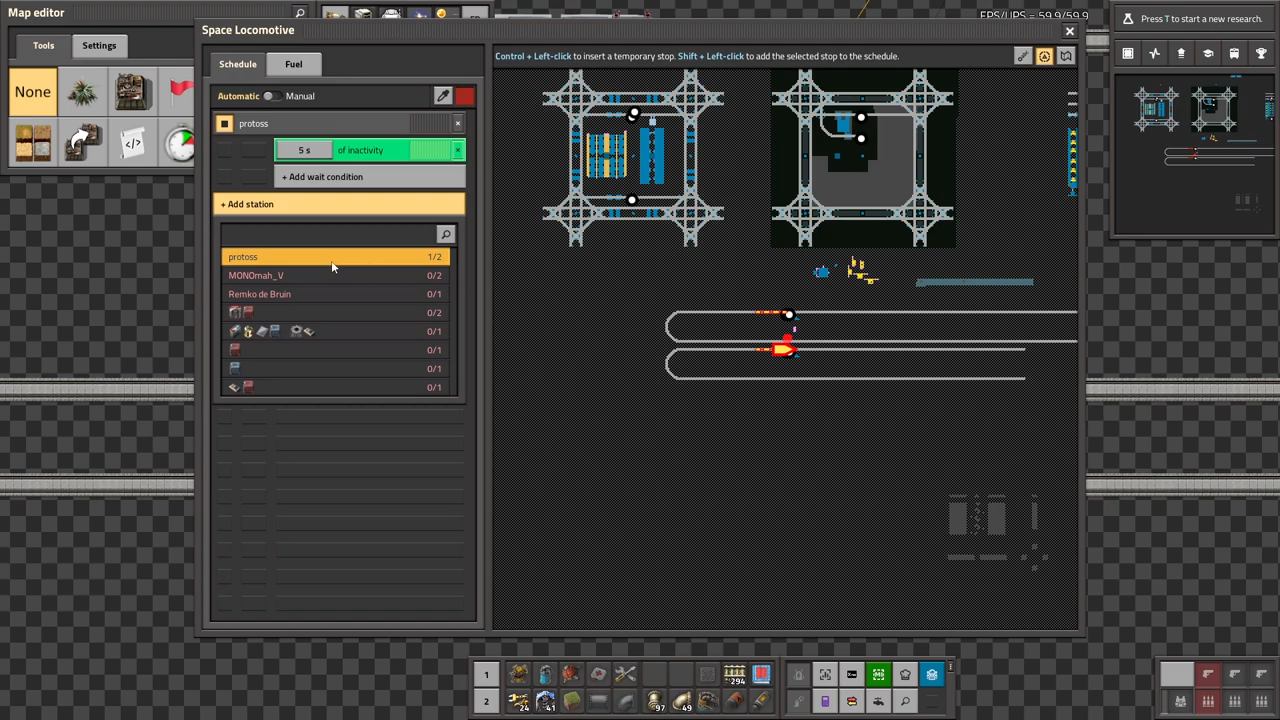 Map editor
Tools
Settings
None
Space Locomotive
FPS/UPS = 59.9/59.9
Press T to start a new research.
Schedule
Fuel
Control + Left-click to insert a temporary stop. Shift + Left-click to add the selected stop to the schedule.
Automatic
Manual
protoss
5 s
of inactivity
+ Add wait condition
+ Add station
protoss
1/2
MONOmah_V
0/2
Remko de Bruin
0/1
0/2
0/1
0/1
0/1
0/1
1
294
2
24
41
97
49